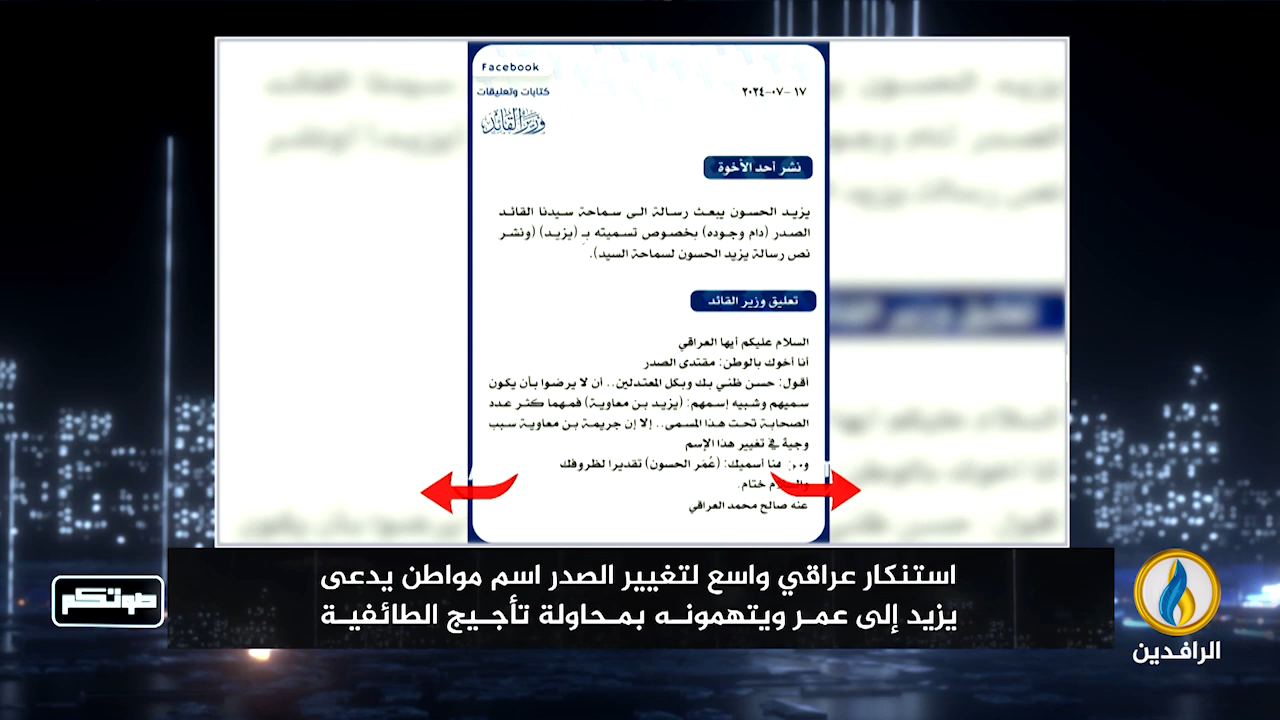 Facebook
كتابات وتعليقات
وزير القائد
١٧-٠٧-٢٠٢٤
نشر أحد الأخوة
يزيد الحسون يبعث رسالة الى سماحة سيدنا القائد
الصدر (دام وجوده) بخصوص تسميته بـ (يزيد) (ونشر
نص رسالة يزيد الحسون لسماحة السيد).
تعليق وزير القائد
السلام عليكم أيها العراقي
أنا أخوك بالوطن: مقتدى الصدر
أقول: حسن ظني بك وبكل المعتدلين.. أن لا يرضوا بأن يكون
سميهم وشبيه إسمهم: (يزيد بن معاوية) فمهما كثر عدد
الصحابة تحت هذا المسمى.. إلا إن جريمة بن معاوية سبب
وجية في تغيير هذا الإسم
هنا أسميك: (عُمَر الحسون) تقديرا لظروفك
والسلام ختام.
عنه صالح محمد العراقي
استنكار عراقي واسع لتغيير الصدر اسم مواطن يدعى
يزيد إلى عمر ويتهمونه بمحاولة تأجيج الطائفية
صوتكم
الرافدين